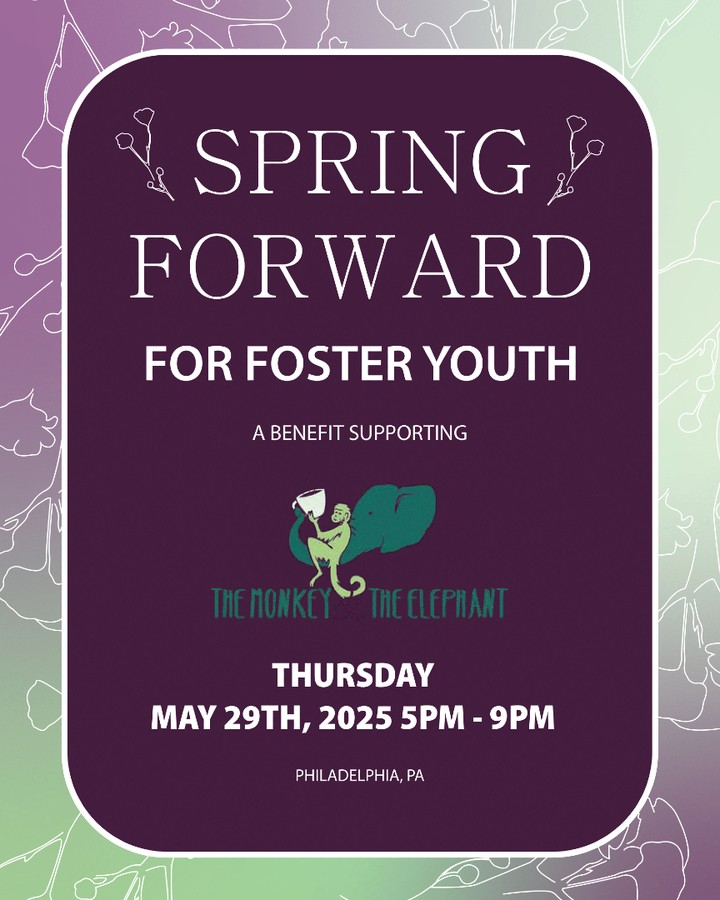 SPRING
FORWARD
FOR FOSTER YOUTH
A BENEFIT SUPPORTING
THE MONKEY THE ELEPHANT
THURSDAY
MAY 29TH, 2025 5PM - 9PM
PHILADELPHIA, PA